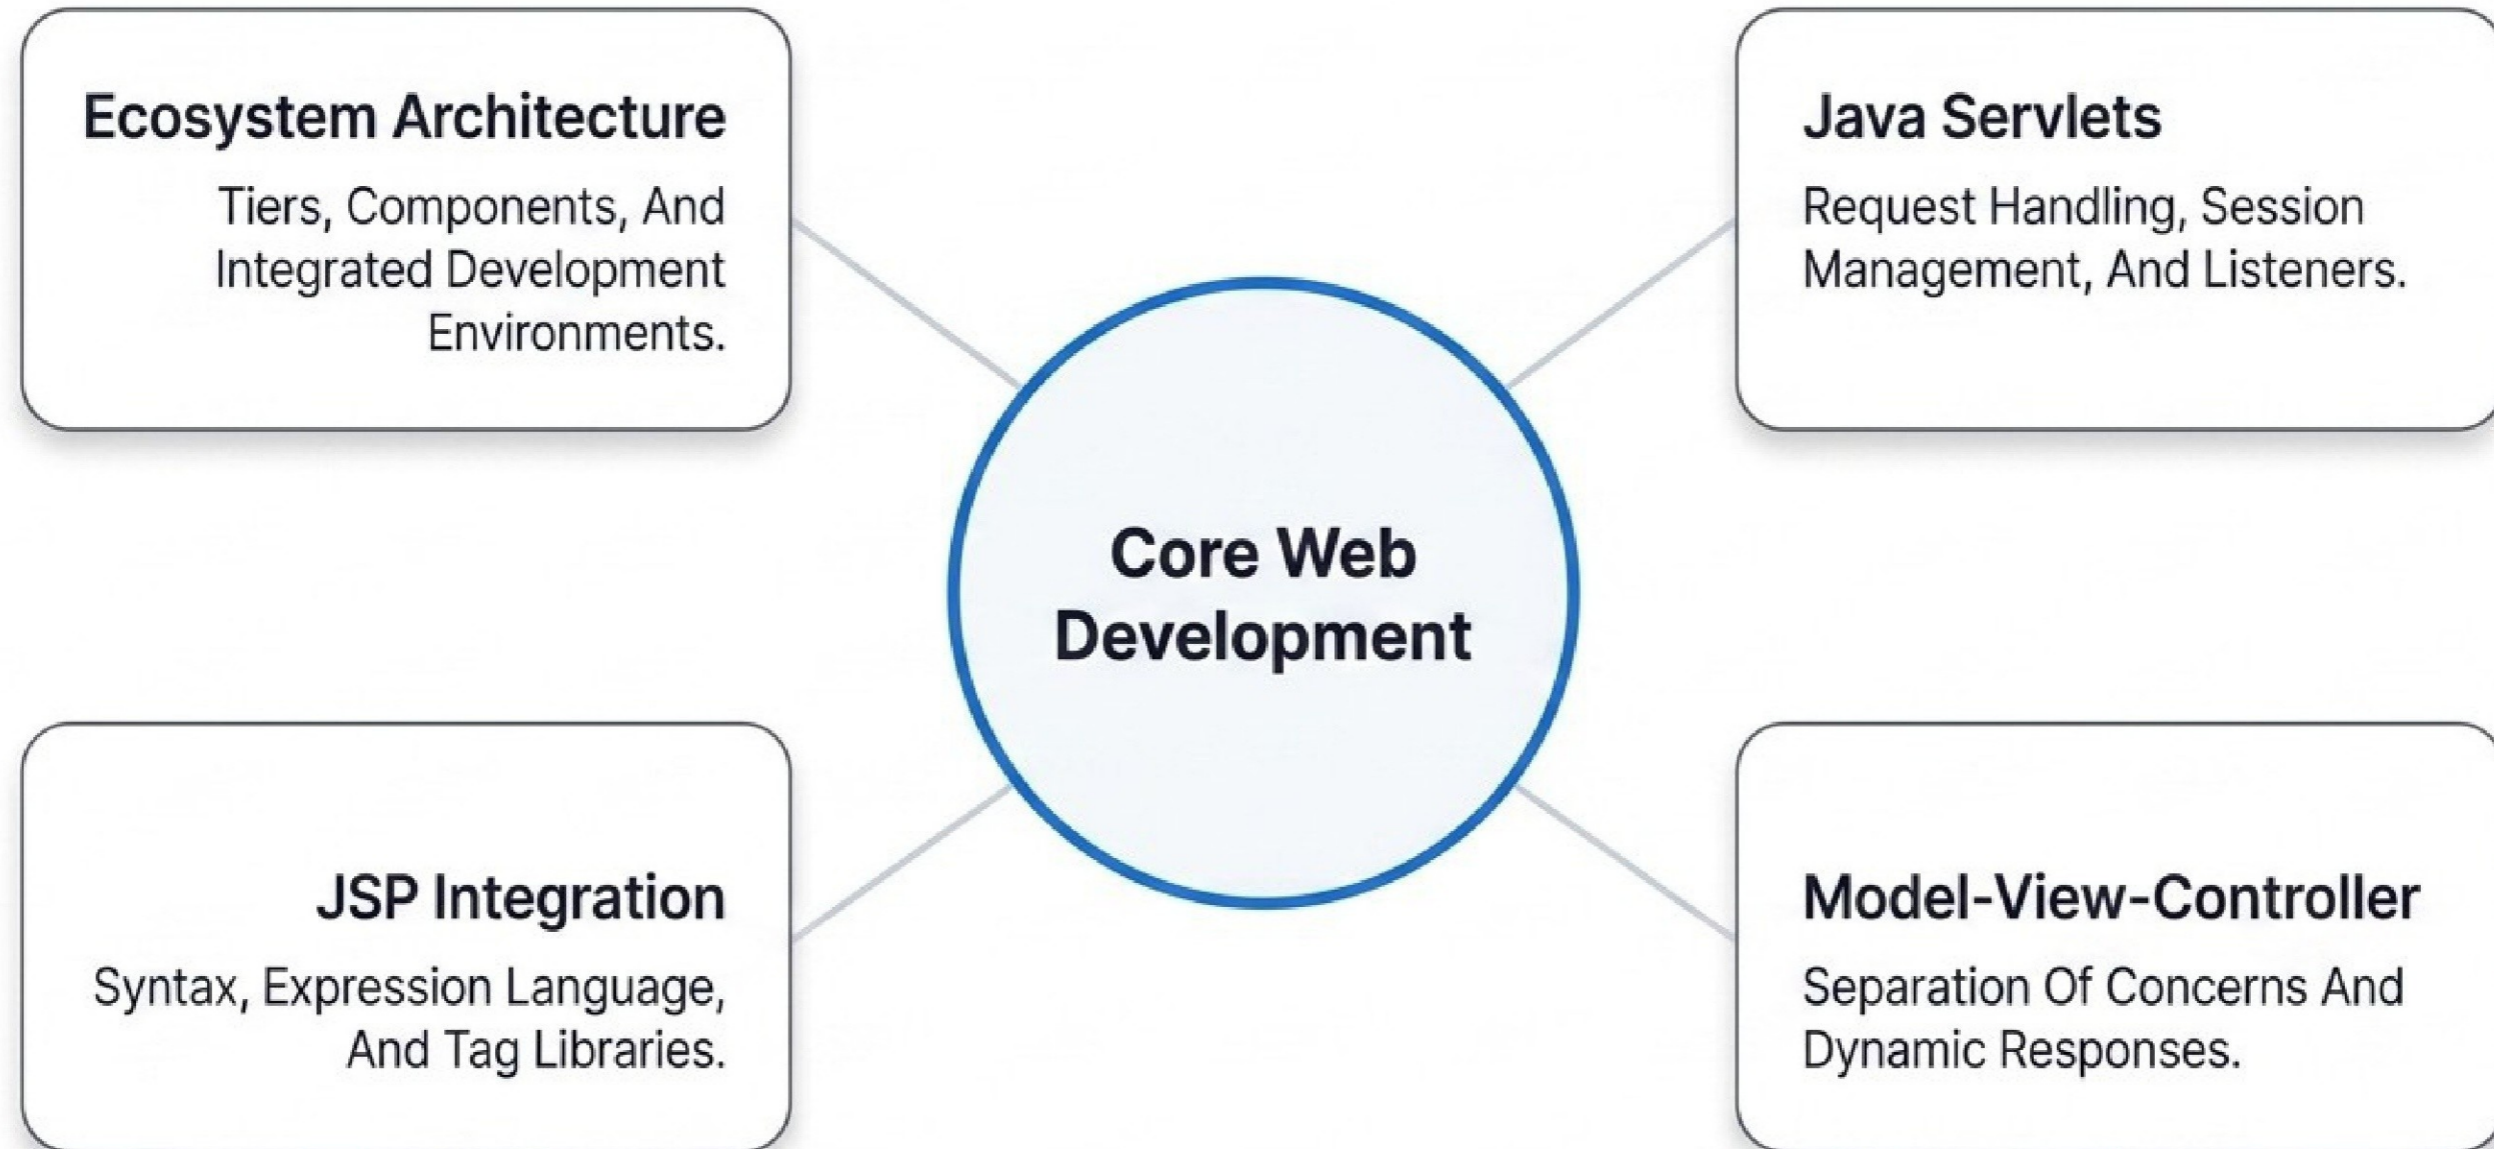 Ecosystem Architecture
Tiers, Components, And
Integrated Development
Environments.
Java Servlets
Request Handling, Session
Management, And Listeners.
Core Web
Development
JSP Integration
Syntax, Expression Language,
And Tag Libraries.
Model-View-Controller
Separation Of Concerns And
Dynamic Responses.